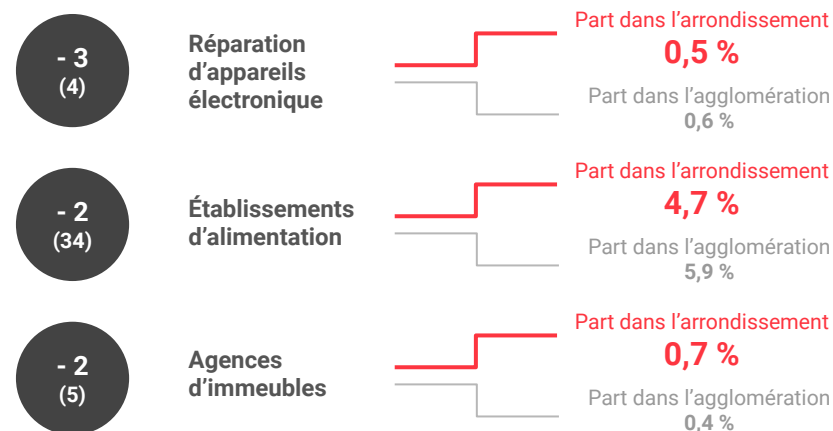 - 3
(4)
Réparation
d’appareils
électronique
Part dans l’arrondissement
0,5 %
Part dans l’agglomération
0,6 %
- 2
(34)
Établissements
d’alimentation
Part dans l’arrondissement
4,7 %
Part dans l’agglomération
5,9 %
- 2
(5)
Agences
d’immeubles
Part dans l’arrondissement
0,7 %
Part dans l’agglomération
0,4 %